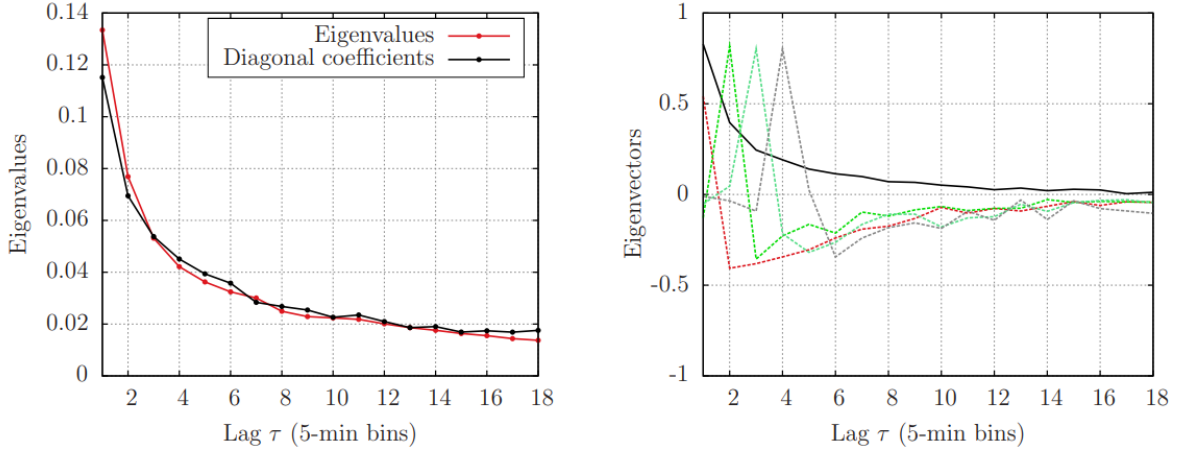 0.14
0.12
0.1
0.08
0.06
0.04
0.02
0
Eigenvalues
Eigenvalues
Diagonal coefficients
2 4 6 8 10 12 14 16 18
Lag τ (5-min bins)
1
0.5
0
-0.5
-1
Eigenvectors
2 4 6 8 10 12 14 16 18
Lag τ (5-min bins)